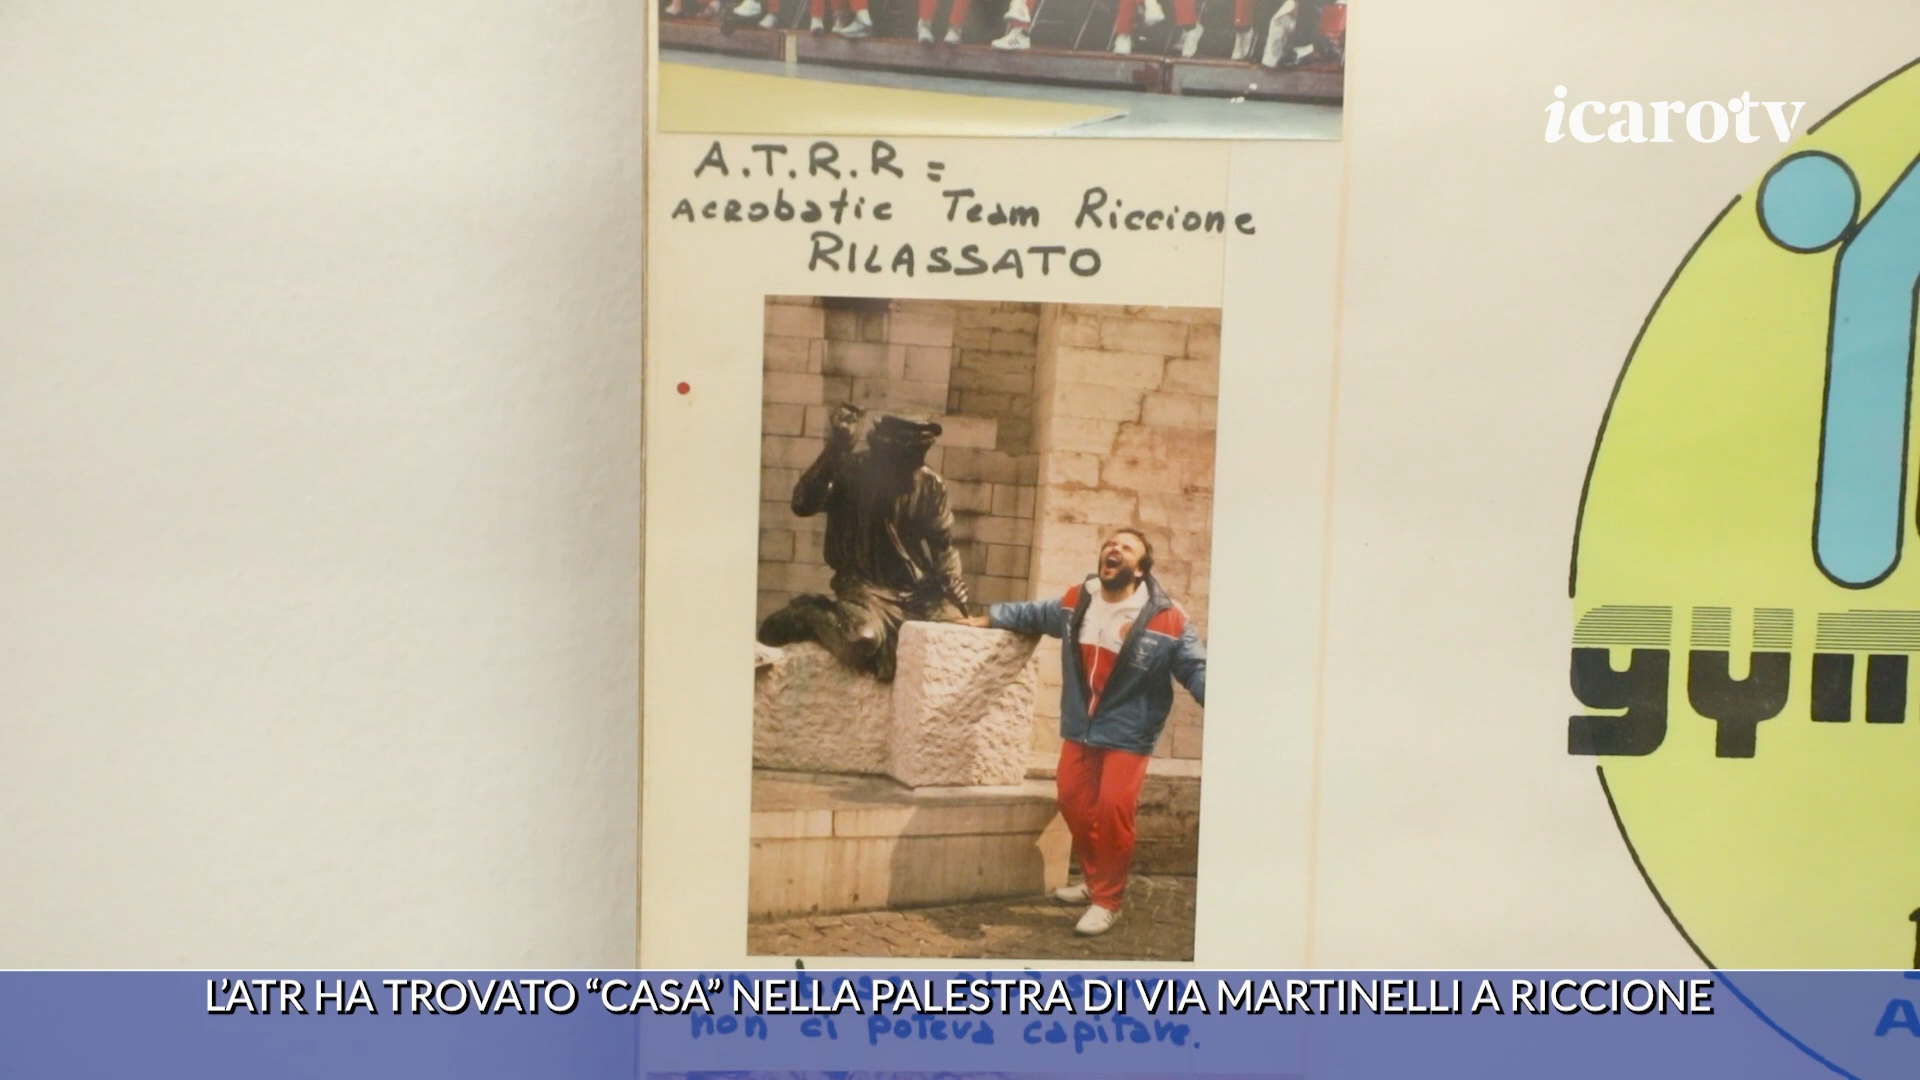 icarotv
A.T.R.R =
Acrobatic Team Riccione
RILASSATO
gym
L'ATR HA TROVATO “CASA” NELLA PALESTRA DI VIA MARTINELLI A RICCIONE
non ci poteva capitare.